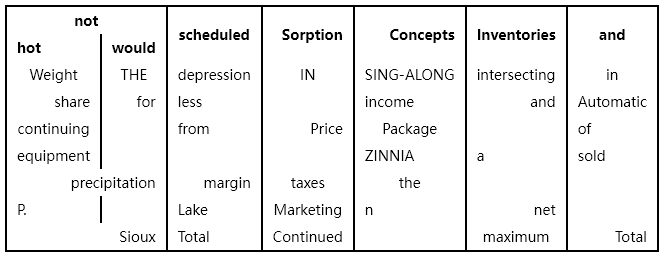 not
hot would scheduled Sorption Concepts Inventories and
Weight THE depression IN SING-ALONG intersecting in
share for less income and Automatic
continuing from Price Package of
equipment ZINNIA a sold
precipitation margin taxes the
P. Lake Marketing n net
Sioux Total Continued maximum Total